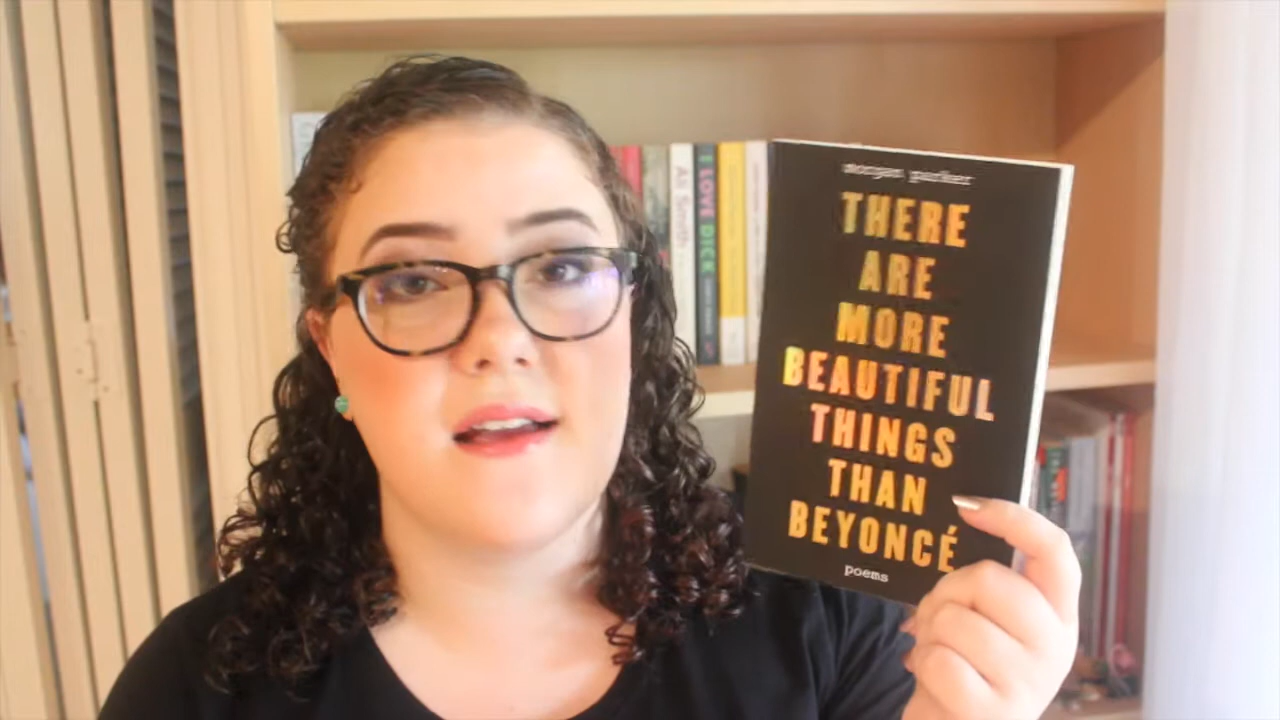 morgan parker
THERE
ARE
MORE
BEAUTIFUL
THINGS
THAN
BEYONCÉ
poems
Ali Smith
I LOVE DICK